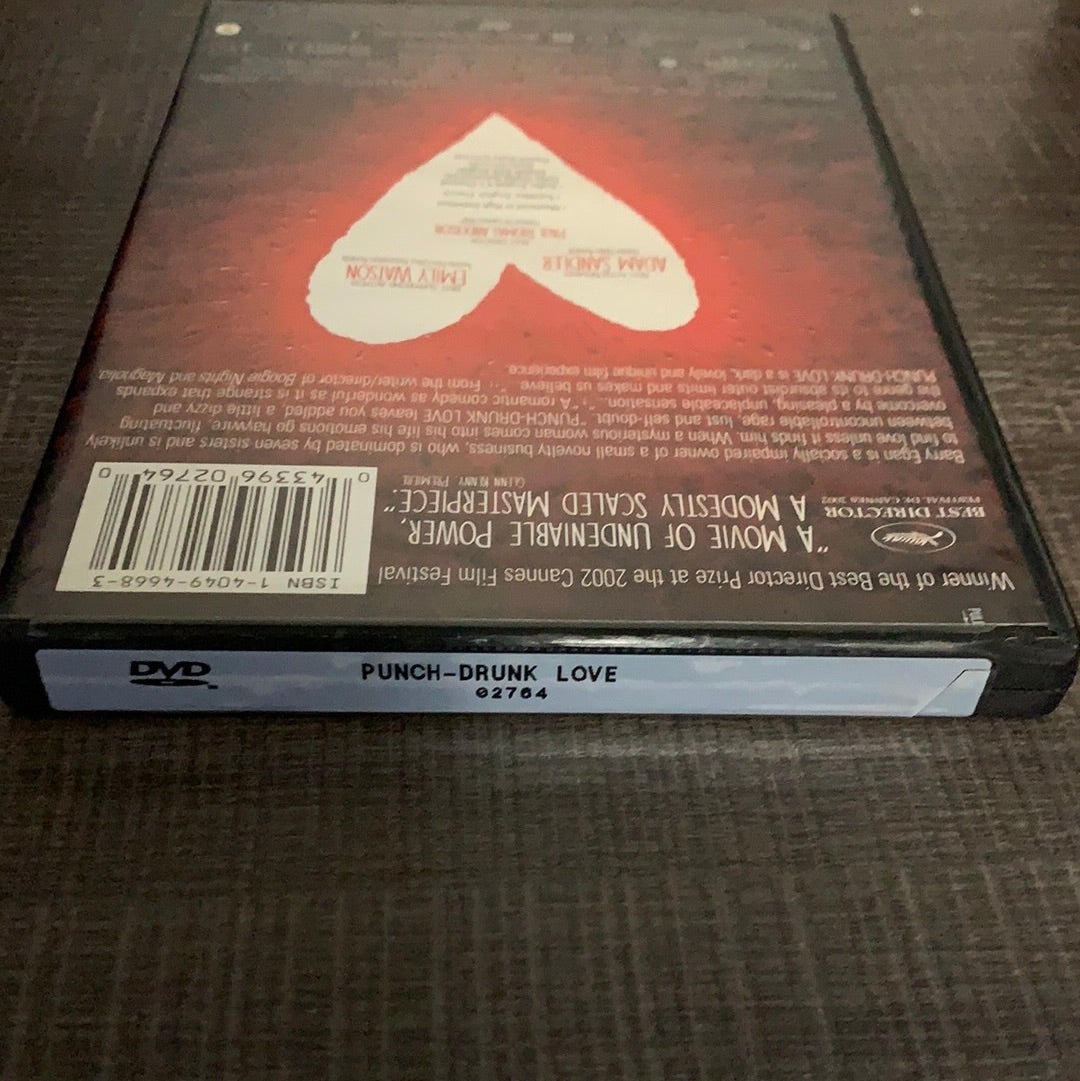 Winner of the Best Director Prize at the 2002 Cannes Film Festival
"A MOVIE OF UNDENIABLE POWER,
A MODESTLY SCALED MASTERPIECE."
GLENN KENNY, PREMIERE
BEST DIRECTOR
FESTIVAL DE CANNES 2002
ISBN 1-4049-4668-3
0 43396 02764 0
Barry Egan is a socially impaired owner of a small novelty business, who is dominated by seven sisters and is unlikely
to find love unless it finds him. When a mysterious woman comes into his life his emotions go haywire, fluctuating
between uncontrollable rage, lust and self-doubt. "PUNCH-DRUNK LOVE leaves you addled, a little dizzy and
overcome by a pleasing, unplaceable sensation. "A romantic comedy as wonderful as it is strange that expands
the genre to its absurdist outer limits and makes us believe From the writer/director of Boogie Nights and Magnolia,
PUNCH-DRUNK LOVE is a dark, lovely and unique film experience.
ADAM SANDLER
EMILY WATSON
PAUL THOMAS ANDERSON
DVD
PUNCH-DRUNK LOVE
02764